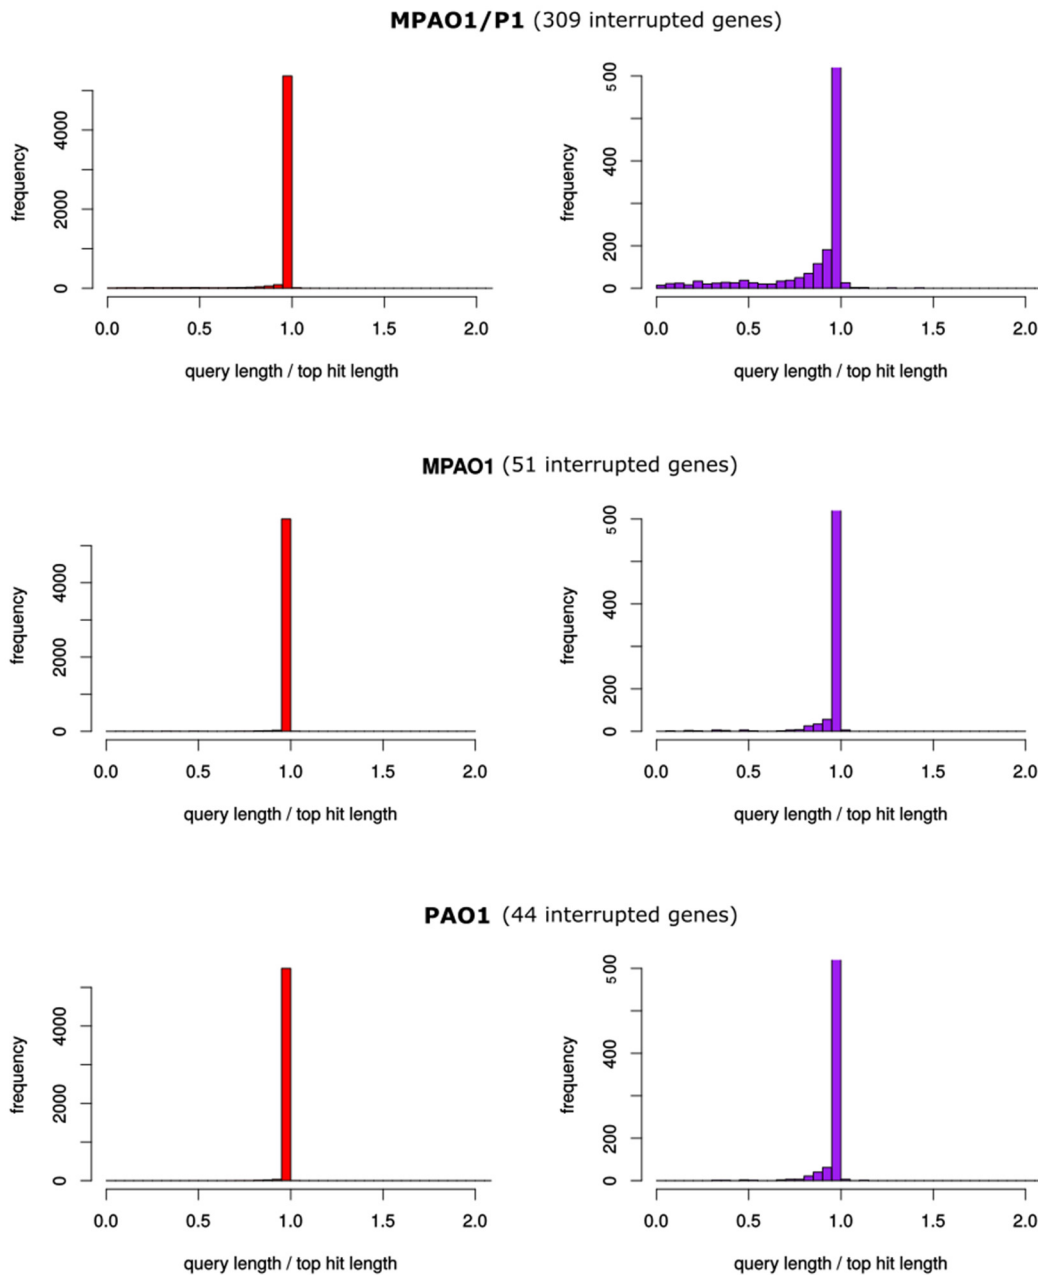 MPAO1/P1 (309 interrupted genes)
frequency
0 2000 4000
0.0 0.5 1.0 1.5 2.0
query length / top hit length
frequency
0 200 400 500
0.0 0.5 1.0 1.5 2.0
query length / top hit length
MPAO1 (51 interrupted genes)
frequency
0 2000 4000
0.0 0.5 1.0 1.5 2.0
query length / top hit length
frequency
0 200 400 500
0.0 0.5 1.0 1.5 2.0
query length / top hit length
PAO1 (44 interrupted genes)
frequency
0 2000 4000
0.0 0.5 1.0 1.5 2.0
query length / top hit length
frequency
0 200 400 500
0.0 0.5 1.0 1.5 2.0
query length / top hit length